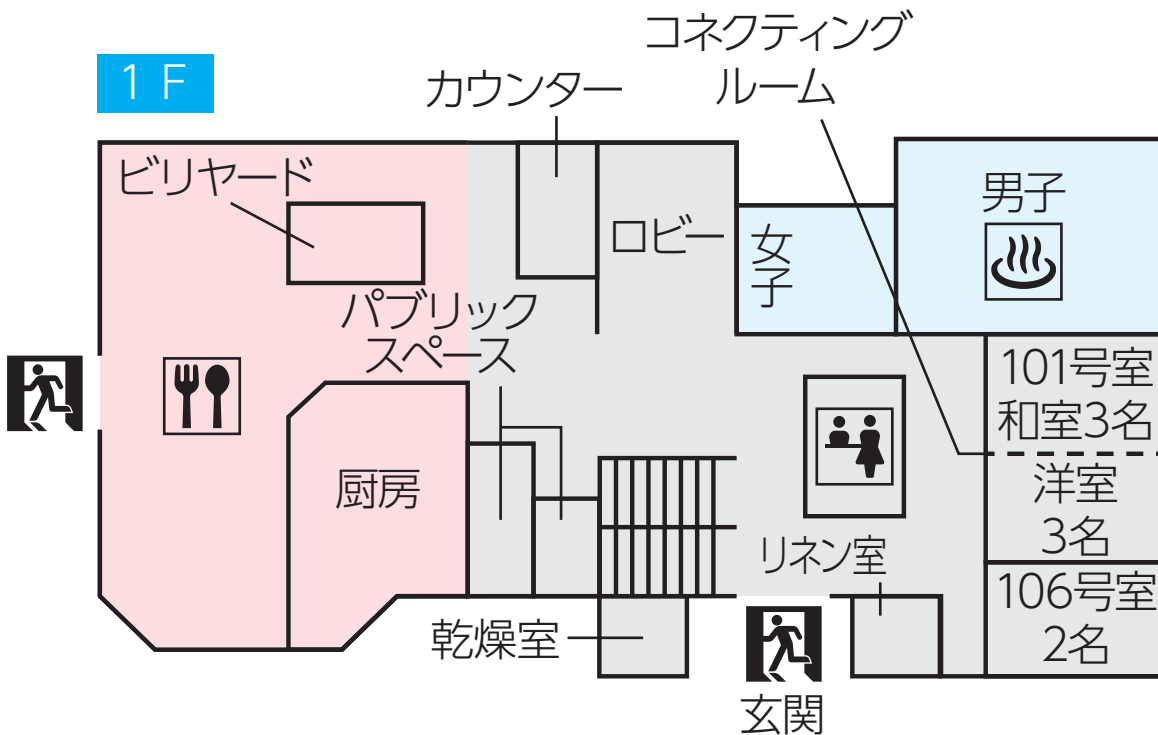 1F
コネクティング
ルーム
カウンター
ビリヤード
ロビー
女子
男子
パブリック
スペース
101号室
和室3名
洋室
3名
厨房
リネン室
106号室
2名
乾燥室
玄関